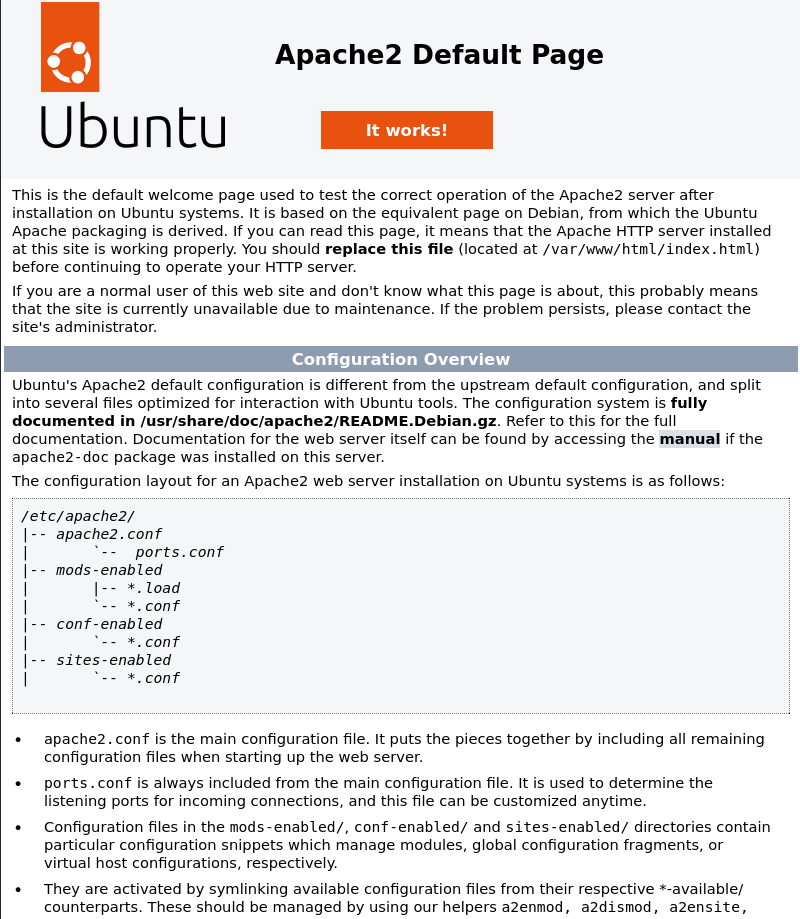 Apache2 Default Page
Ubuntu
It works!
This is the default welcome page used to test the correct operation of the Apache2 server after
installation on Ubuntu systems. It is based on the equivalent page on Debian, from which the Ubuntu
Apache packaging is derived. If you can read this page, it means that the Apache HTTP server installed
at this site is working properly. You should replace this file (located at /var/www/html/index.html)
before continuing to operate your HTTP server.
If you are a normal user of this web site and don't know what this page is about, this probably means
that the site is currently unavailable due to maintenance. If the problem persists, please contact the
site's administrator.
Configuration Overview
Ubuntu's Apache2 default configuration is different from the upstream default configuration, and split
into several files optimized for interaction with Ubuntu tools. The configuration system is fully
documented in /usr/share/doc/apache2/README.Debian.gz. Refer to this for the full
documentation. Documentation for the web server itself can be found by accessing the manual if the
apache2-doc package was installed on this server.
The configuration layout for an Apache2 web server installation on Ubuntu systems is as follows:
/etc/apache2/
|-- apache2.conf
|       `--  ports.conf
|-- mods-enabled
|       |-- *.load
|       `-- *.conf
|-- conf-enabled
|       `-- *.conf
|-- sites-enabled
|       `-- *.conf
• apache2.conf is the main configuration file. It puts the pieces together by including all remaining
configuration files when starting up the web server.
• ports.conf is always included from the main configuration file. It is used to determine the
listening ports for incoming connections, and this file can be customized anytime.
• Configuration files in the mods-enabled/, conf-enabled/ and sites-enabled/ directories contain
particular configuration snippets which manage modules, global configuration fragments, or
virtual host configurations, respectively.
• They are activated by symlinking available configuration files from their respective *-available/
counterparts. These should be managed by using our helpers a2enmod, a2dismod, a2ensite,